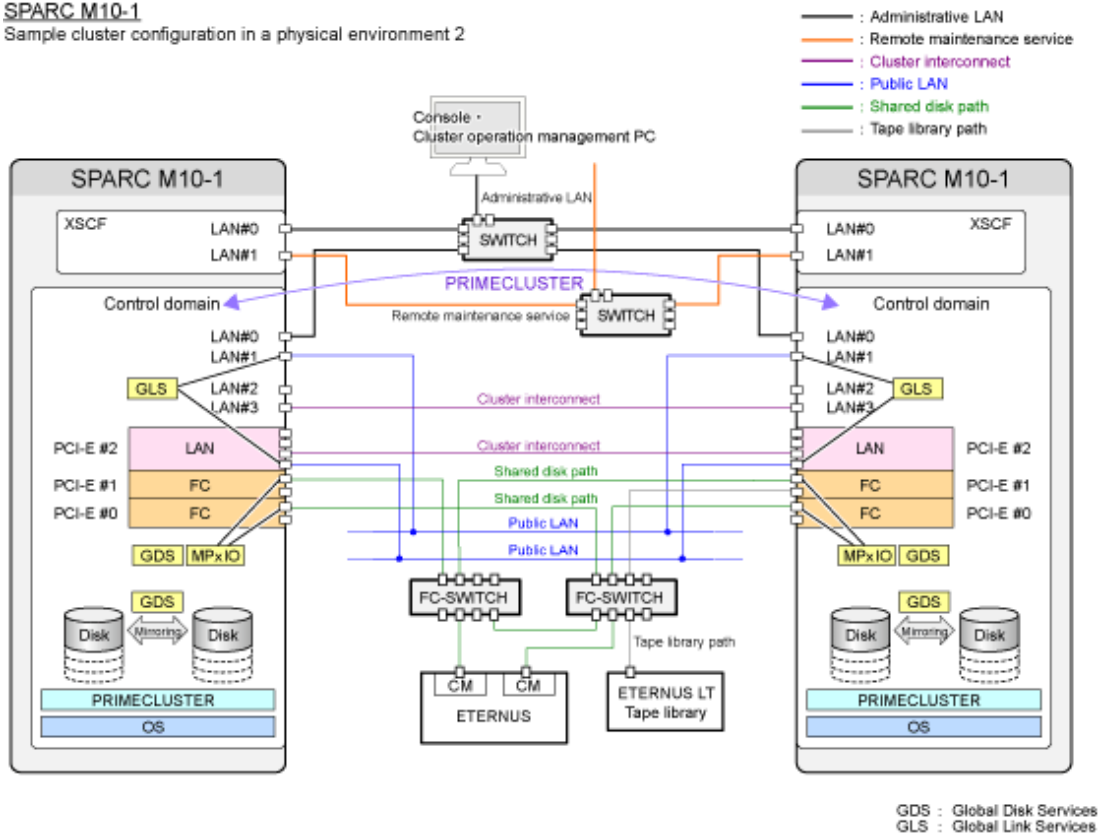 SPARC M10-1
Sample cluster configuration in a physical environment 2
: Administrative LAN
: Remote maintenance service
: Cluster interconnect
: Public LAN
: Shared disk path
: Tape library path
Console・
Cluster operation management PC
SPARC M10-1
SPARC M10-1
Administrative LAN
XSCF
LAN#0
LAN#1
SWITCH
LAN#0
XSCF
LAN#1
PRIMECLUSTER
Control domain
Control domain
Remote maintenance service
SWITCH
LAN#0
LAN#1
GLS
LAN#2
LAN#3
LAN#0
LAN#1
LAN#2
GLS
LAN#3
Cluster interconnect
Cluster interconnect
PCI-E #2
LAN
LAN
PCI-E #2
Shared disk path
PCI-E #1
FC
FC
PCI-E #1
Shared disk path
PCI-E #0
FC
FC
PCI-E #0
Public LAN
Public LAN
GDS
MPxIO
MPxIO
GDS
FC-SWITCH
FC-SWITCH
GDS
Disk
Mirroring
Disk
GDS
Disk
Mirroring
Disk
Tape library path
CM
CM
ETERNUS
ETERNUS LT
Tape library
PRIMECLUSTER
OS
PRIMECLUSTER
OS
GDS : Global Disk Services
GLS : Global Link Services